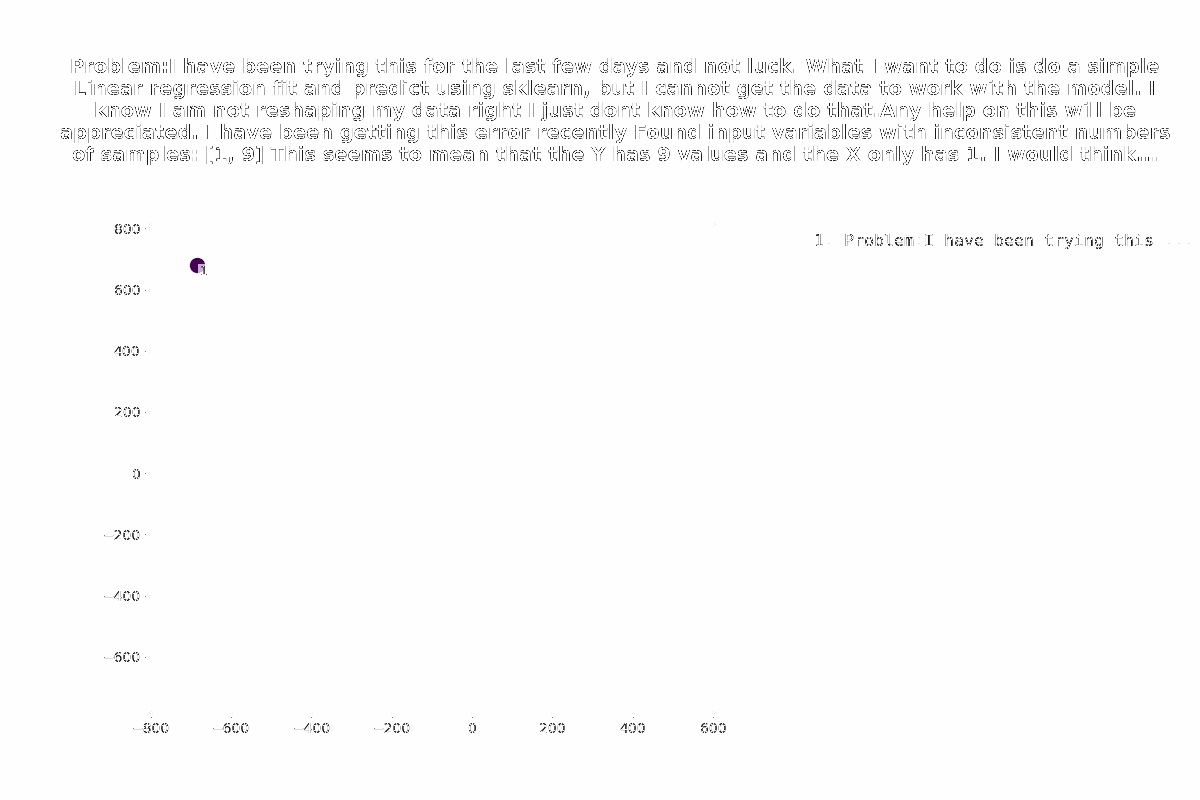 Problem:I have been trying this for the last few days and not luck. What I want to do is do a simple
Linear regression fit and predict using sklearn, but I cannot get the data to work with the model. I
know I am not reshaping my data right I just dont know how to do that.Any help on this will be
appreciated. I have been getting this error recently Found input variables with inconsistent numbers
of samples: [1, 9] This seems to mean that the Y has 9 values and the X only has 1. I would think....
800
1. Problem:I have been trying this ...
1
600
400
200
0
−200
−400
−600
−800 −600 −400 −200 0 200 400 600